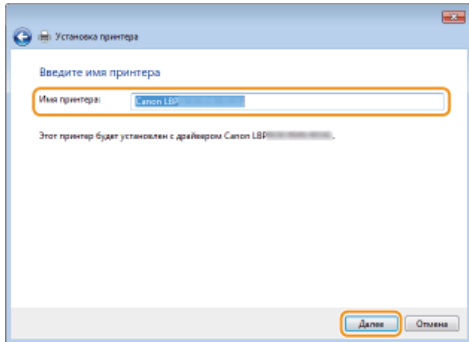 Установка принтера
Введите имя принтера
Имя принтера:
Canon LBP
Этот принтер будет установлен с драйвером Canon LBP
Далее
Отмена